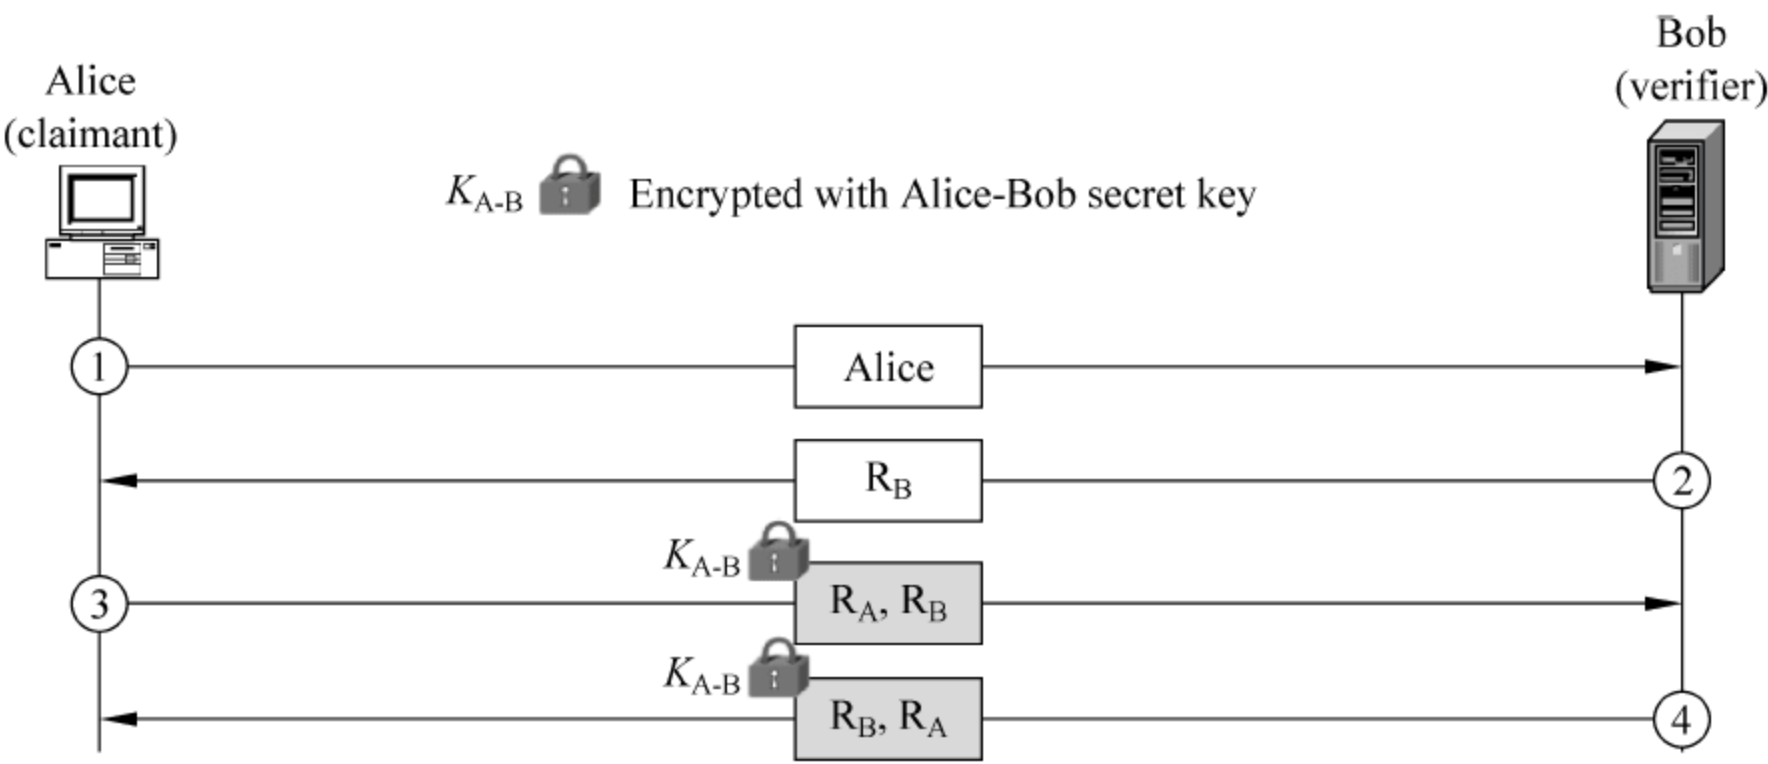 Alice
(claimant)
Bob
(verifier)
K_A-B Encrypted with Alice-Bob secret key
1
Alice
R_B
2
K_A-B
3
R_A, R_B
K_A-B
R_B, R_A
4